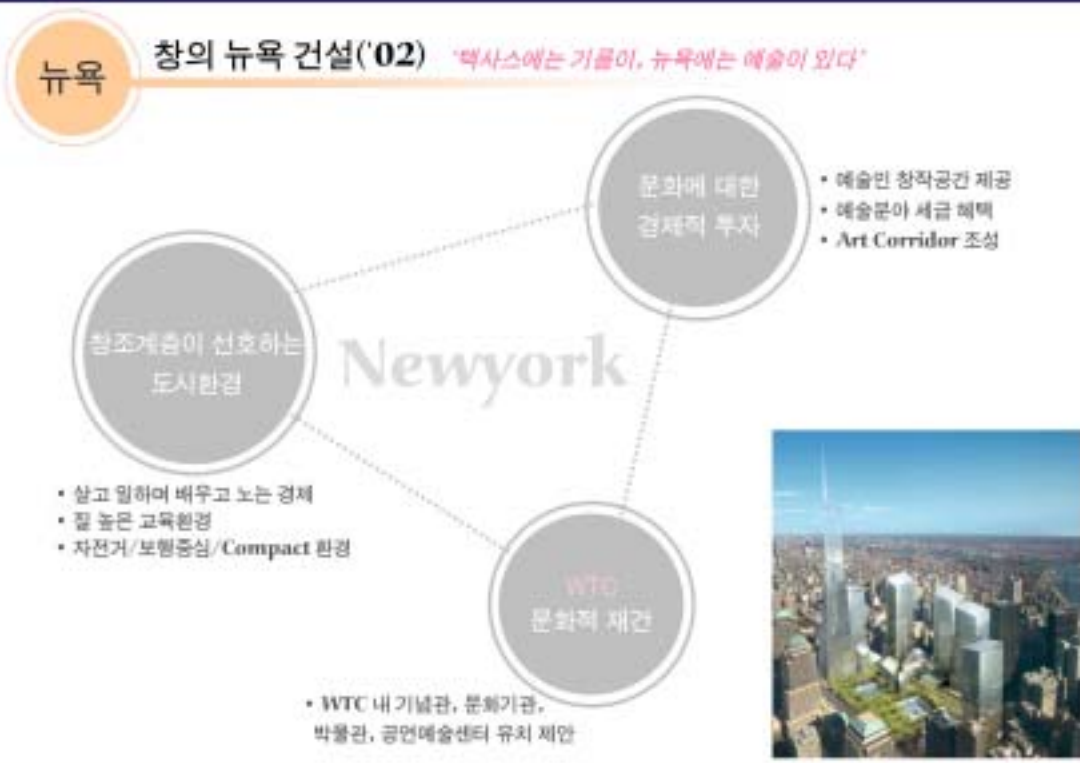 뉴욕
창의 뉴욕 건설('02) "텍사스에는 기름이, 뉴욕에는 예술이 있다"
문화에 대한
경제적 투자
• 예술인 창작공간 제공
• 예술분야 세금 혜택
• Art Corridor 조성
창조계층이 선호하는
도시환경
Newyork
• 살고 일하며 배우고 노는 경제
• 질 높은 교육환경
• 자전거/보행중심/Compact 환경
WTC
문화적 재건
• WTC 내 기념관, 문화기관,
박물관, 공연예술센터 유치 제안